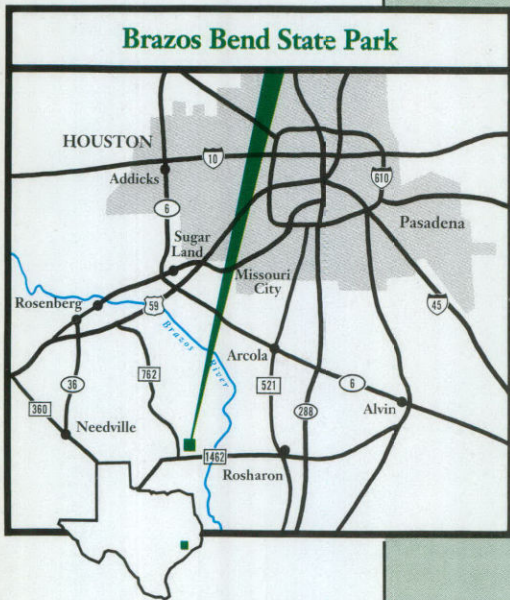 Brazos Bend State Park
HOUSTON
10
Addicks
610
6
Pasadena
Sugar
Land
Missouri
City
Rosenberg
59
45
Brazos
River
Arcola
762
36
521
6
288
Alvin
360
Needville
1462
Rosharon